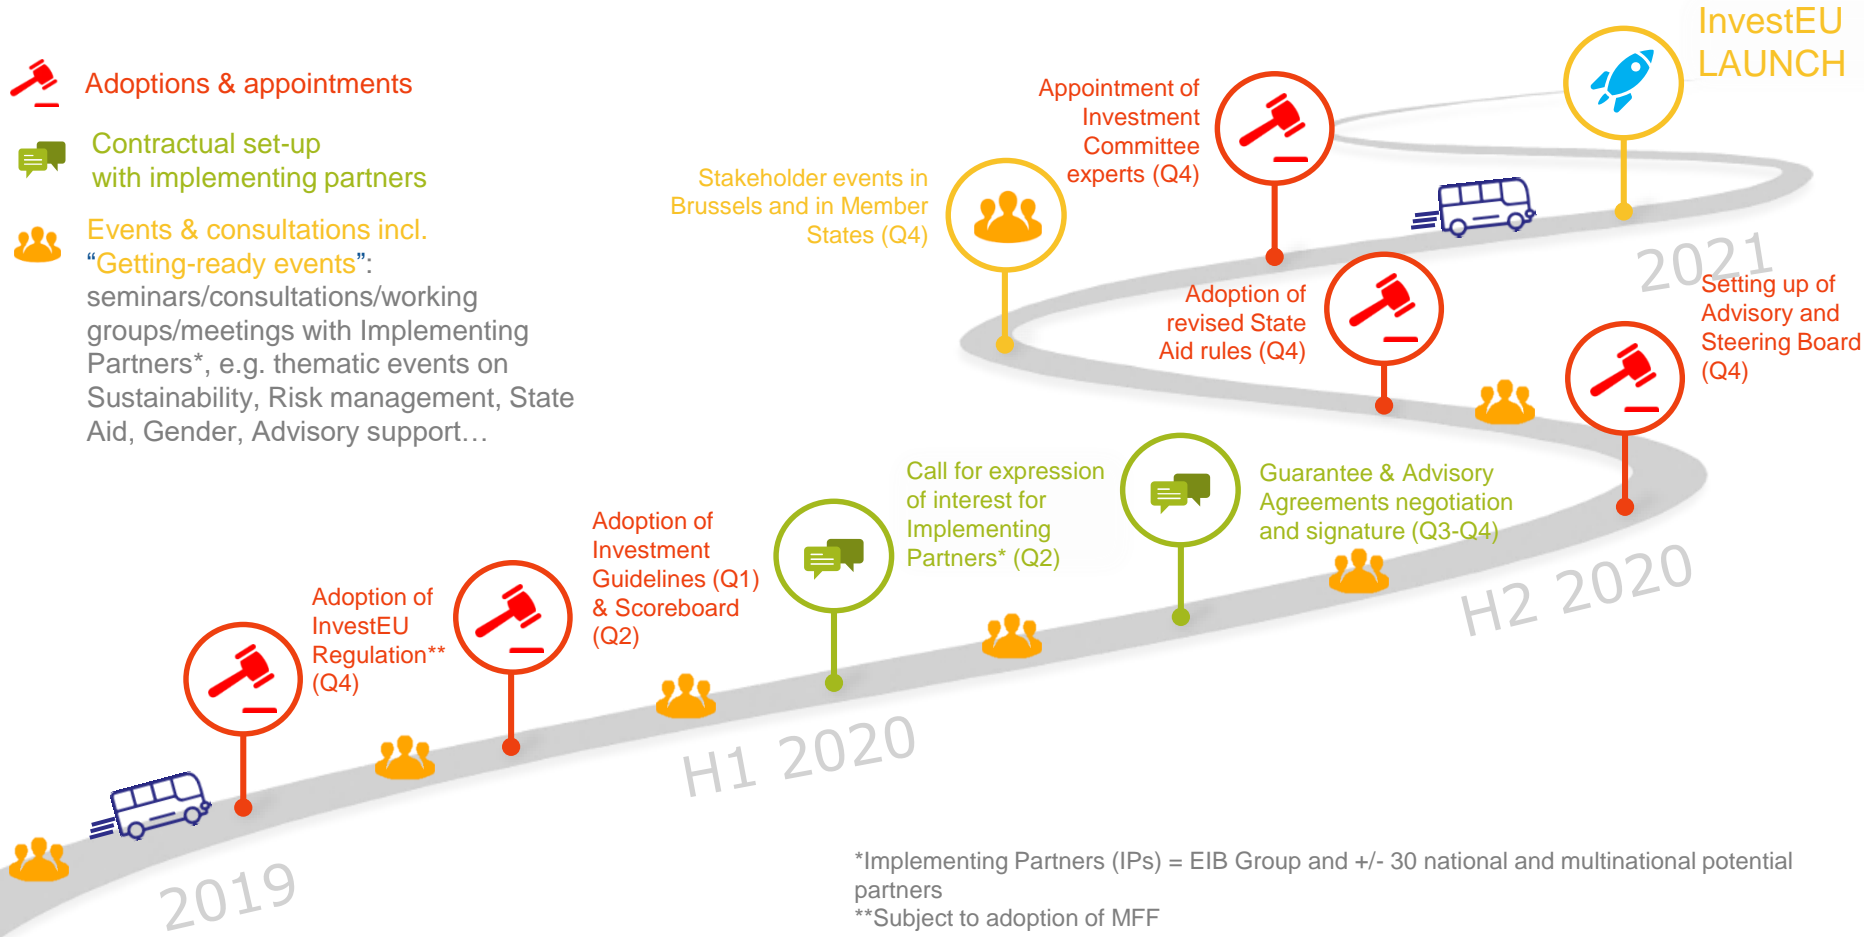 Adoptions & appointments
Contractual set-up
with implementing partners
Events & consultations incl.
“Getting-ready events”:
seminars/consultations/working
groups/meetings with Implementing
Partners*, e.g. thematic events on
Sustainability, Risk management, State
Aid, Gender, Advisory support…
InvestEU
LAUNCH
Appointment of
Investment
Committee
experts (Q4)
Stakeholder events in
Brussels and in Member
States (Q4)
2021
Adoption of
revised State
Aid rules (Q4)
Setting up of
Advisory and
Steering Board
(Q4)
Call for expression
of interest for
Implementing
Partners* (Q2)
Guarantee & Advisory
Agreements negotiation
and signature (Q3-Q4)
H2 2020
Adoption of
Investment
Guidelines (Q1)
& Scoreboard
(Q2)
Adoption of
InvestEU
Regulation**
(Q4)
H1 2020
2019
*Implementing Partners (IPs) = EIB Group and +/- 30 national and multinational potential
partners
**Subject to adoption of MFF